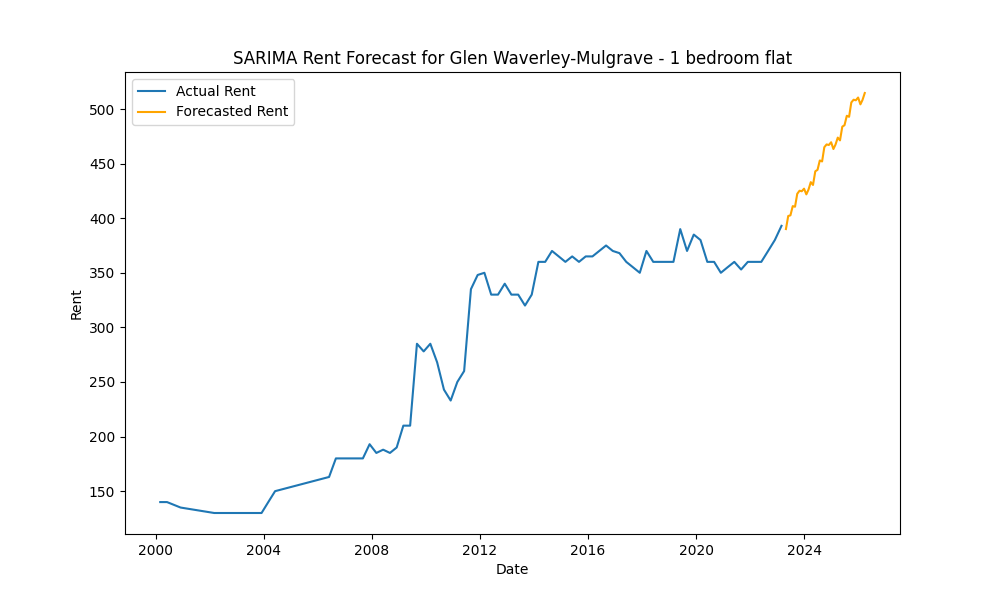 SARIMA Rent Forecast for Glen Waverley-Mulgrave - 1 bedroom flat
Actual Rent
Forecasted Rent
500
450
400
350
300
250
200
150
Rent
2000 2004 2008 2012 2016 2020 2024
Date